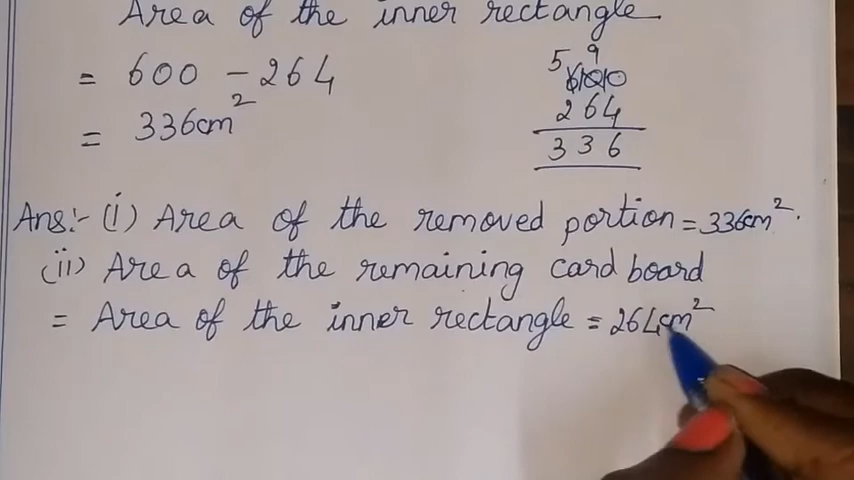 Area of the inner rectangle
= 600 - 264
= 336cm²
5 9
600
264
336
Ans:- (i) Area of the removed portion = 336cm².
(ii) Area of the remaining card board
= Area of the inner rectangle = 264cm²